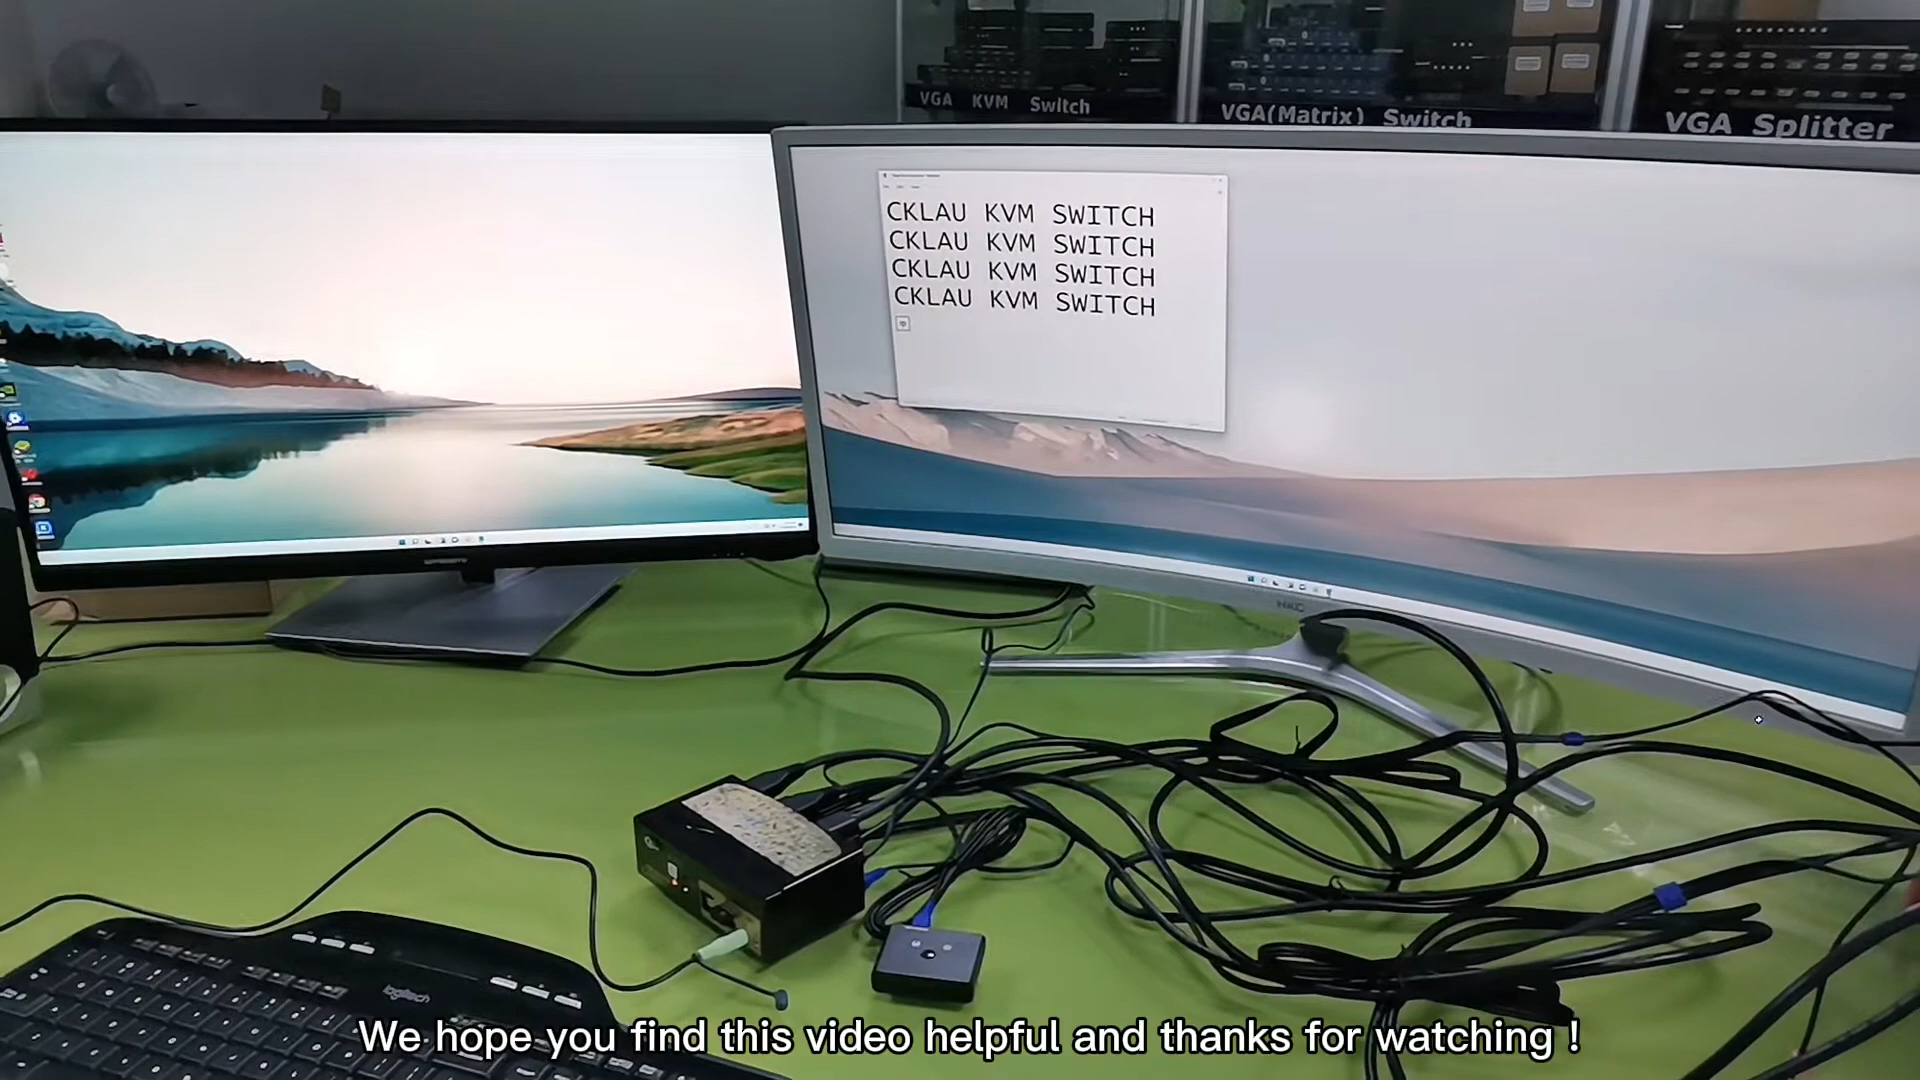 VGA KVM Switch
VGA(Matrix) Switch
VGA Splitter
CKLAU KVM SWITCH
CKLAU KVM SWITCH
CKLAU KVM SWITCH
CKLAU KVM SWITCH
HKC
logitech
We hope you find this video helpful and thanks for watching !